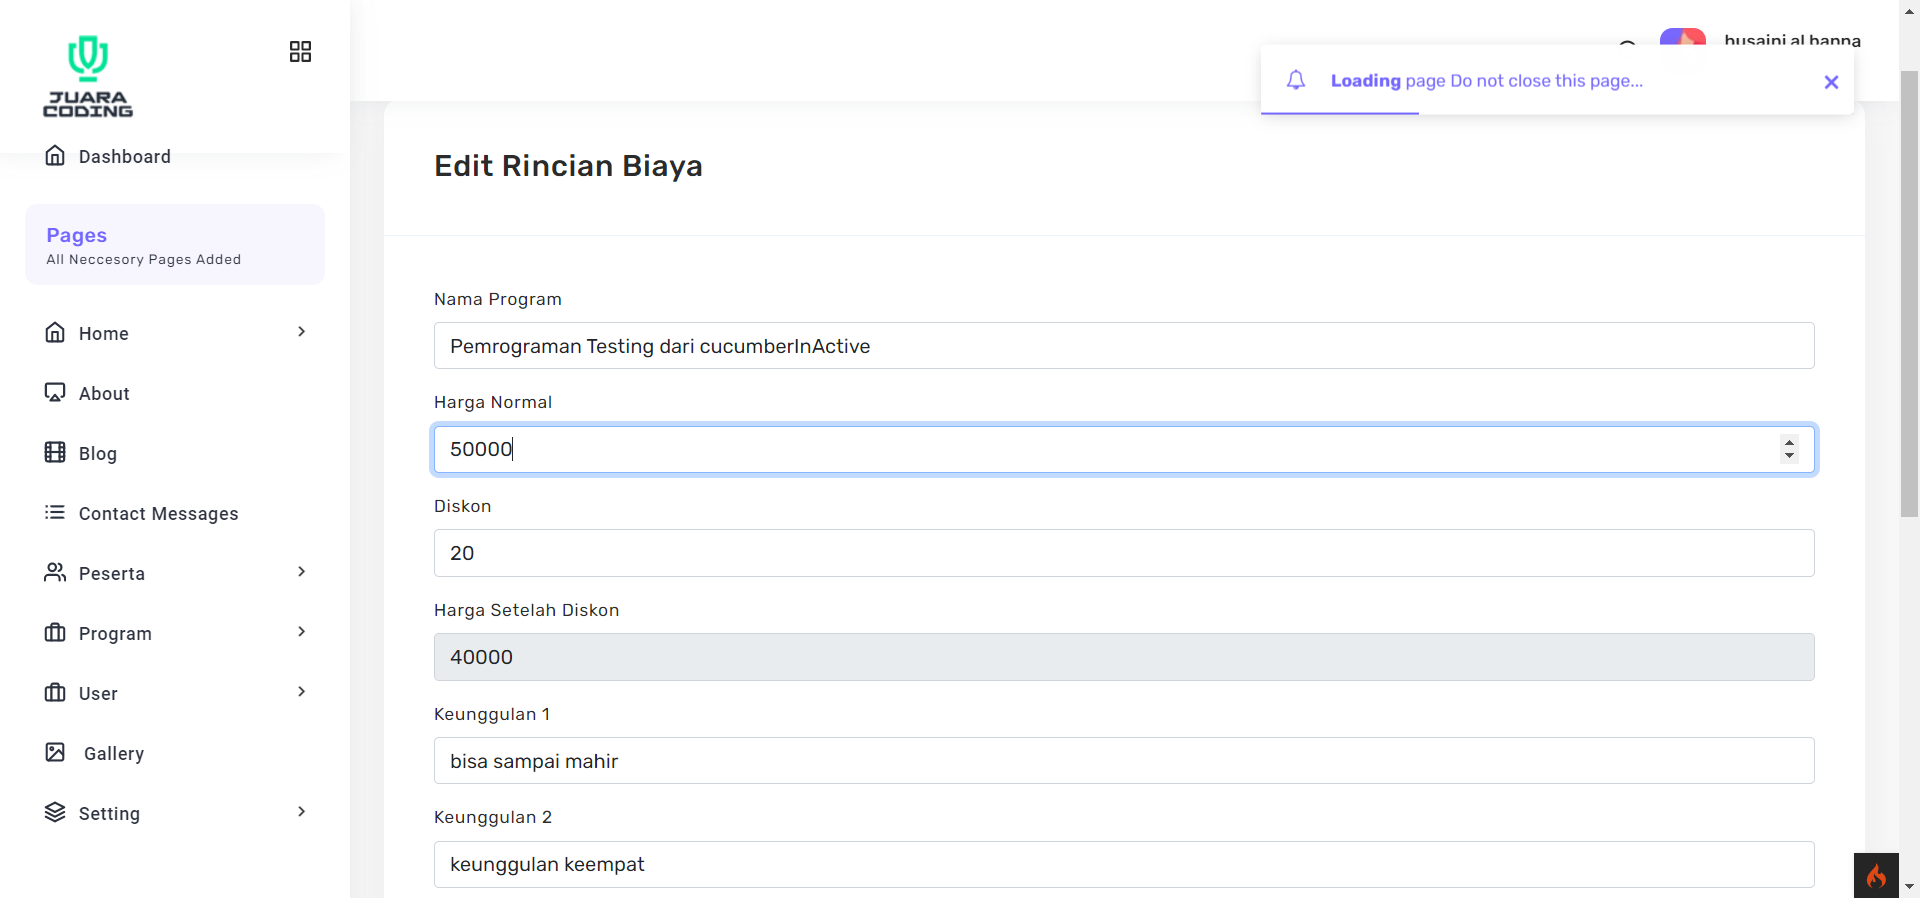 JUARA
CODING
husaini al banna
Loading page Do not close this page...
Dashboard
Pages
All Neccesory Pages Added
Home
About
Blog
Contact Messages
Peserta
Program
User
Gallery
Setting
Edit Rincian Biaya
Nama Program
Pemrograman Testing dari cucumberInActive
Harga Normal
50000
Diskon
20
Harga Setelah Diskon
40000
Keunggulan 1
bisa sampai mahir
Keunggulan 2
keunggulan keempat